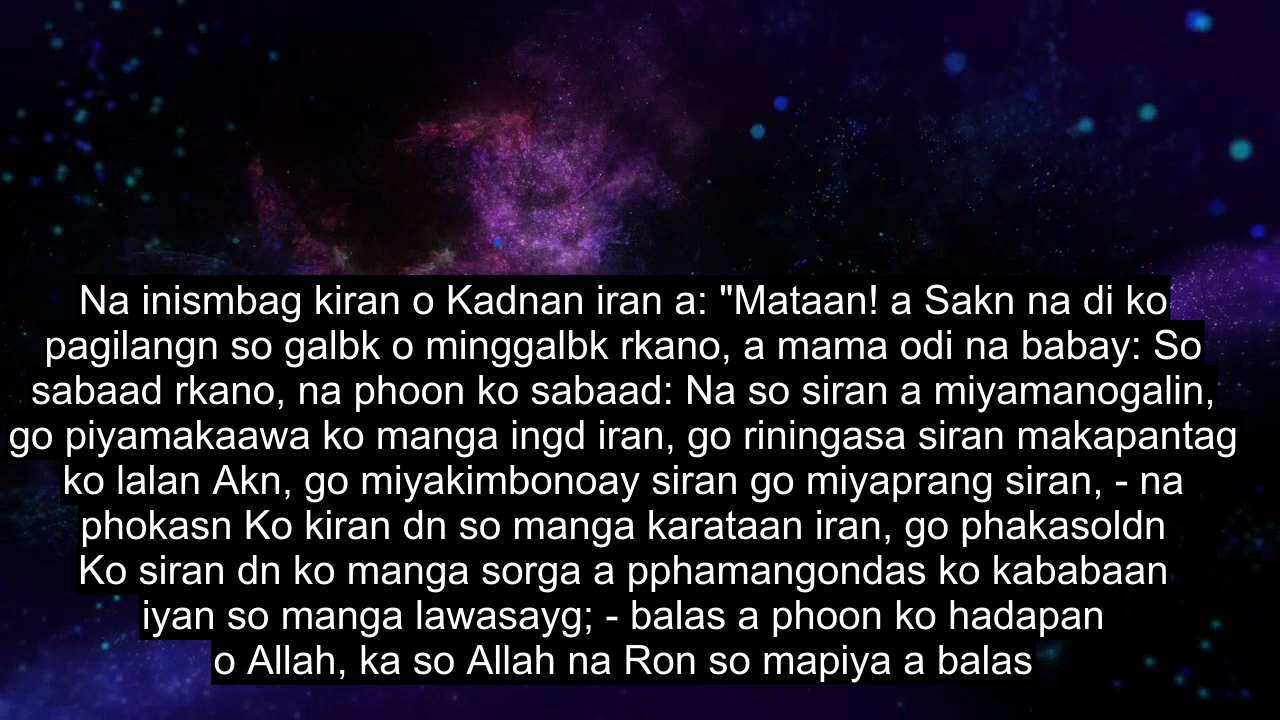 Na inismbag kiran o Kadnan iran a: "Mataan! a Sakn na di ko
pagilangn so galbk o minggalbk rkano, a mama odi na babay: So
sabaad rkano, na phoon ko sabaad: Na so siran a miyamanogalin,
go piyamakaawa ko manga ingd iran, go riningasa siran makapantag
ko lalan Akn, go miyakimbonoay siran go miyaprang siran, - na
phokasn Ko kiran dn so manga karataan iran, go phakasoldn
Ko siran dn ko manga sorga a pphamangondas ko kababaan
iyan so manga lawasayg; - balas a phoon ko hadapan
o Allah, ka so Allah na Ron so mapiya a balas